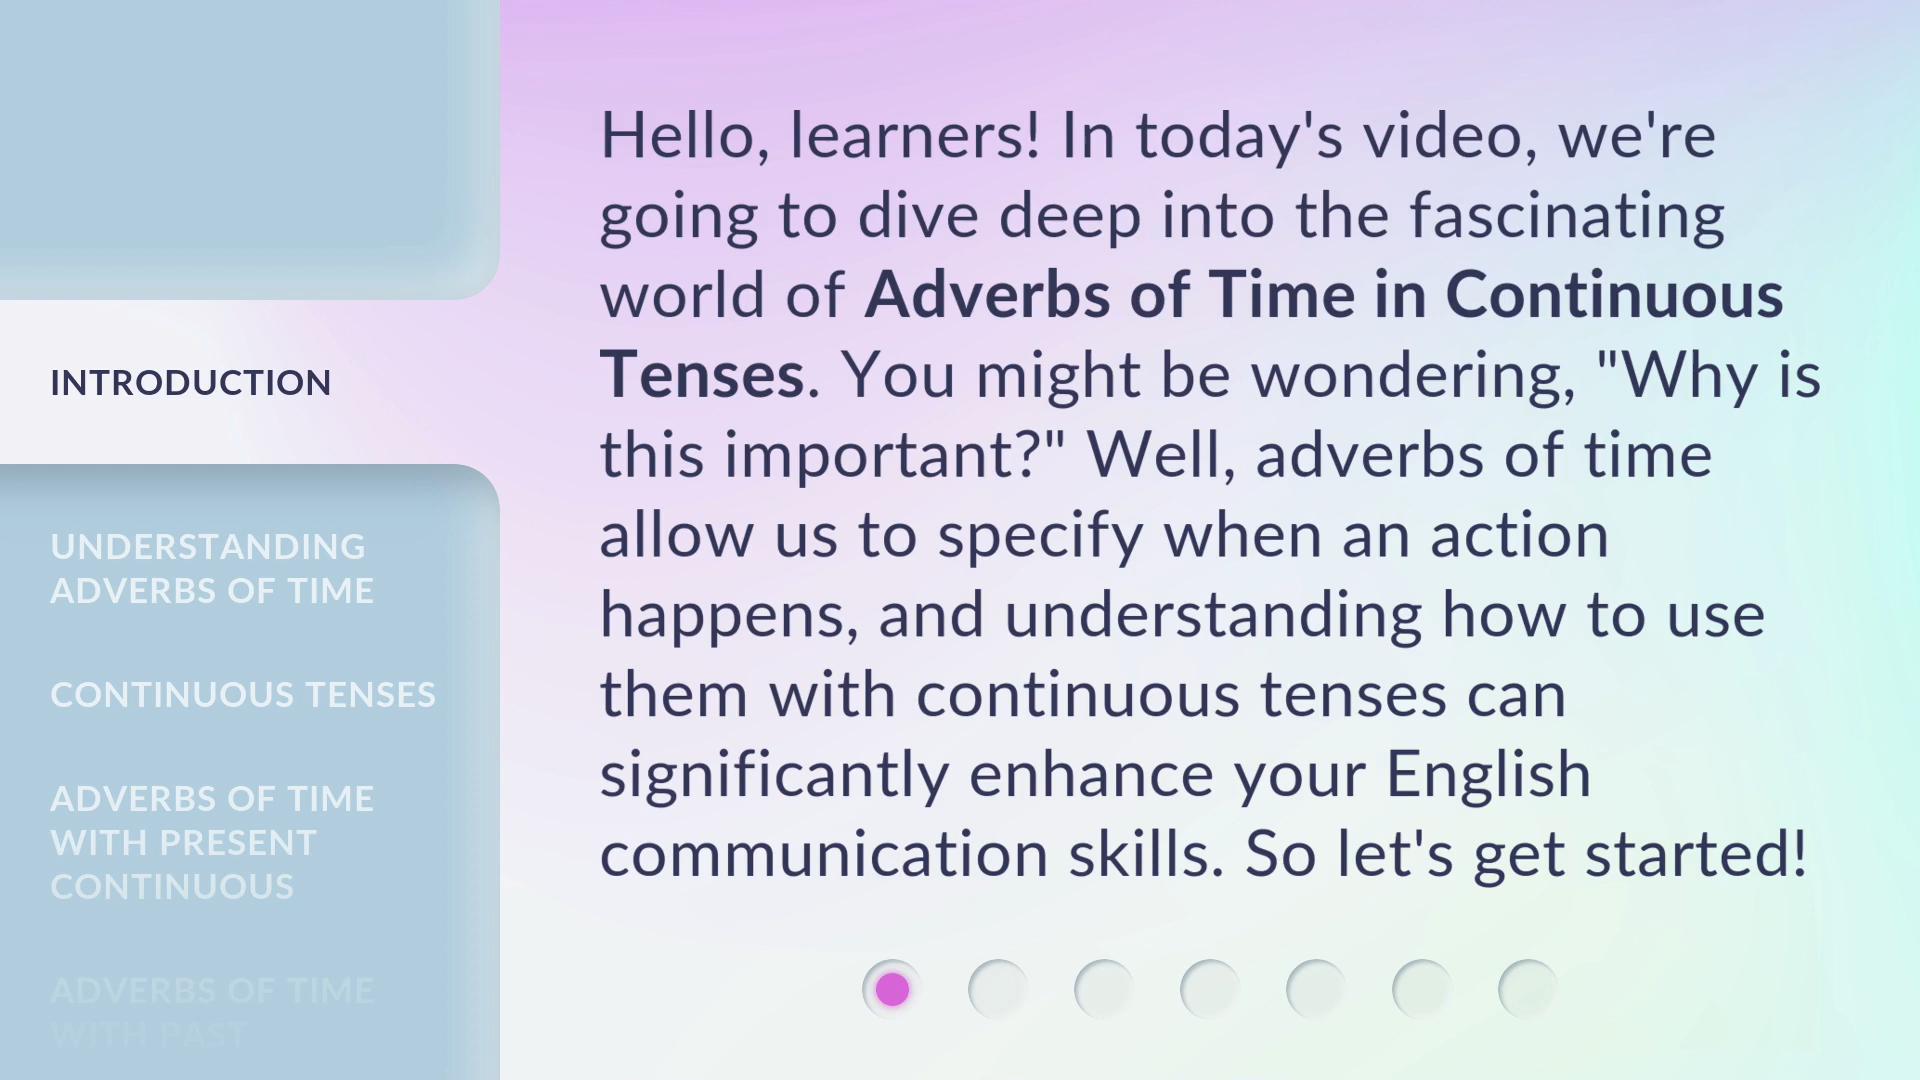 INTRODUCTION
UNDERSTANDING
ADVERBS OF TIME
CONTINUOUS TENSES
ADVERBS OF TIME
WITH PRESENT
CONTINUOUS
ADVERBS OF TIME
WITH PAST
Hello, learners! In today's video, we're
going to dive deep into the fascinating
world of Adverbs of Time in Continuous
Tenses. You might be wondering, "Why is
this important?" Well, adverbs of time
allow us to specify when an action
happens, and understanding how to use
them with continuous tenses can
significantly enhance your English
communication skills. So let's get started!